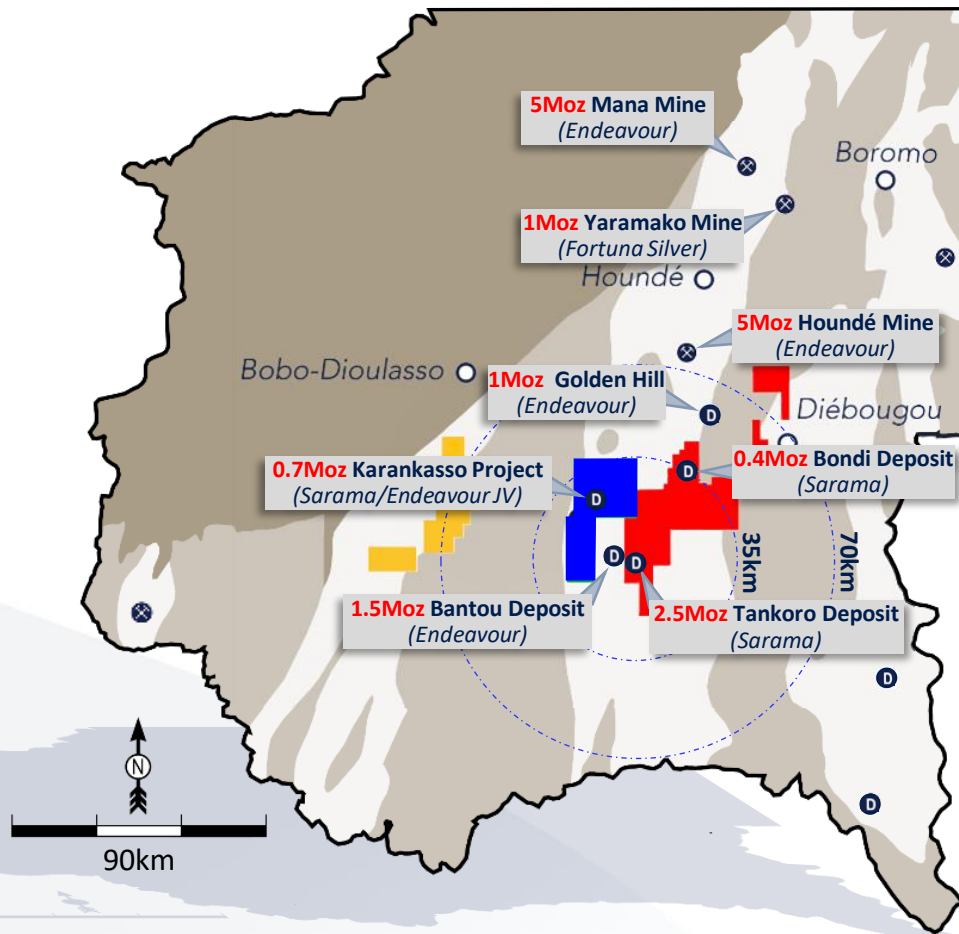 5Moz Mana Mine
(Endeavour)
Boromo
1Moz Yaramako Mine
(Fortuna Silver)
Houndé
5Moz Houndé Mine
(Endeavour)
Bobo-Dioulasso
1Moz Golden Hill
(Endeavour)
D
Diébougou
0.7Moz Karankasso Project
(Sarama/Endeavour JV)
D
0.4Moz Bondi Deposit
(Sarama)
D
35km
70km
D
D
1.5Moz Bantou Deposit
(Endeavour)
2.5Moz Tankoro Deposit
(Sarama)
D
D
N
90km